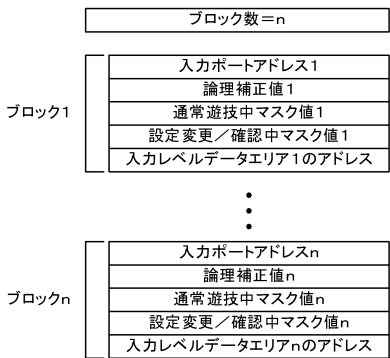 ブロック数=n
ブロック1
入力ポートアドレス1
論理補正値1
通常遊技中マスク値1
設定変更/確認中マスク値1
入力レベルデータエリア1のアドレス
ブロックn
入力ポートアドレスn
論理補正値n
通常遊技中マスク値n
設定変更/確認中マスク値n
入力レベルデータエリアnのアドレス